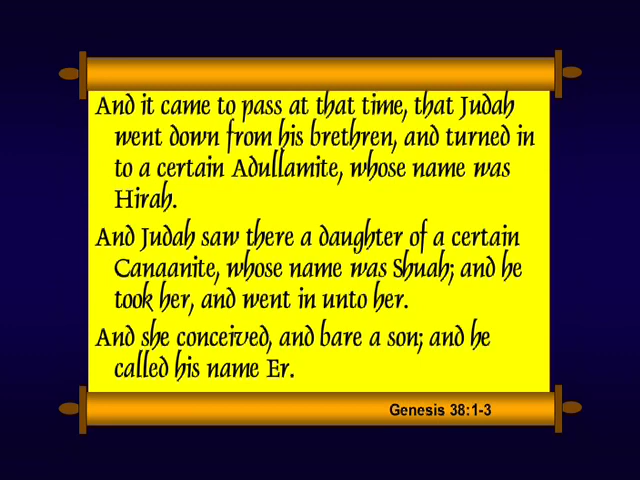 And it came to pass at that time, that Judah
went down from his brethren, and turned in
to a certain Adullamite, whose name was
Hirah.
And Judah saw there a daughter of a certain
Canaanite, whose name was Shuah; and he
took her, and went in unto her.
And she conceived, and bare a son; and he
called his name Er.
Genesis 38:1-3